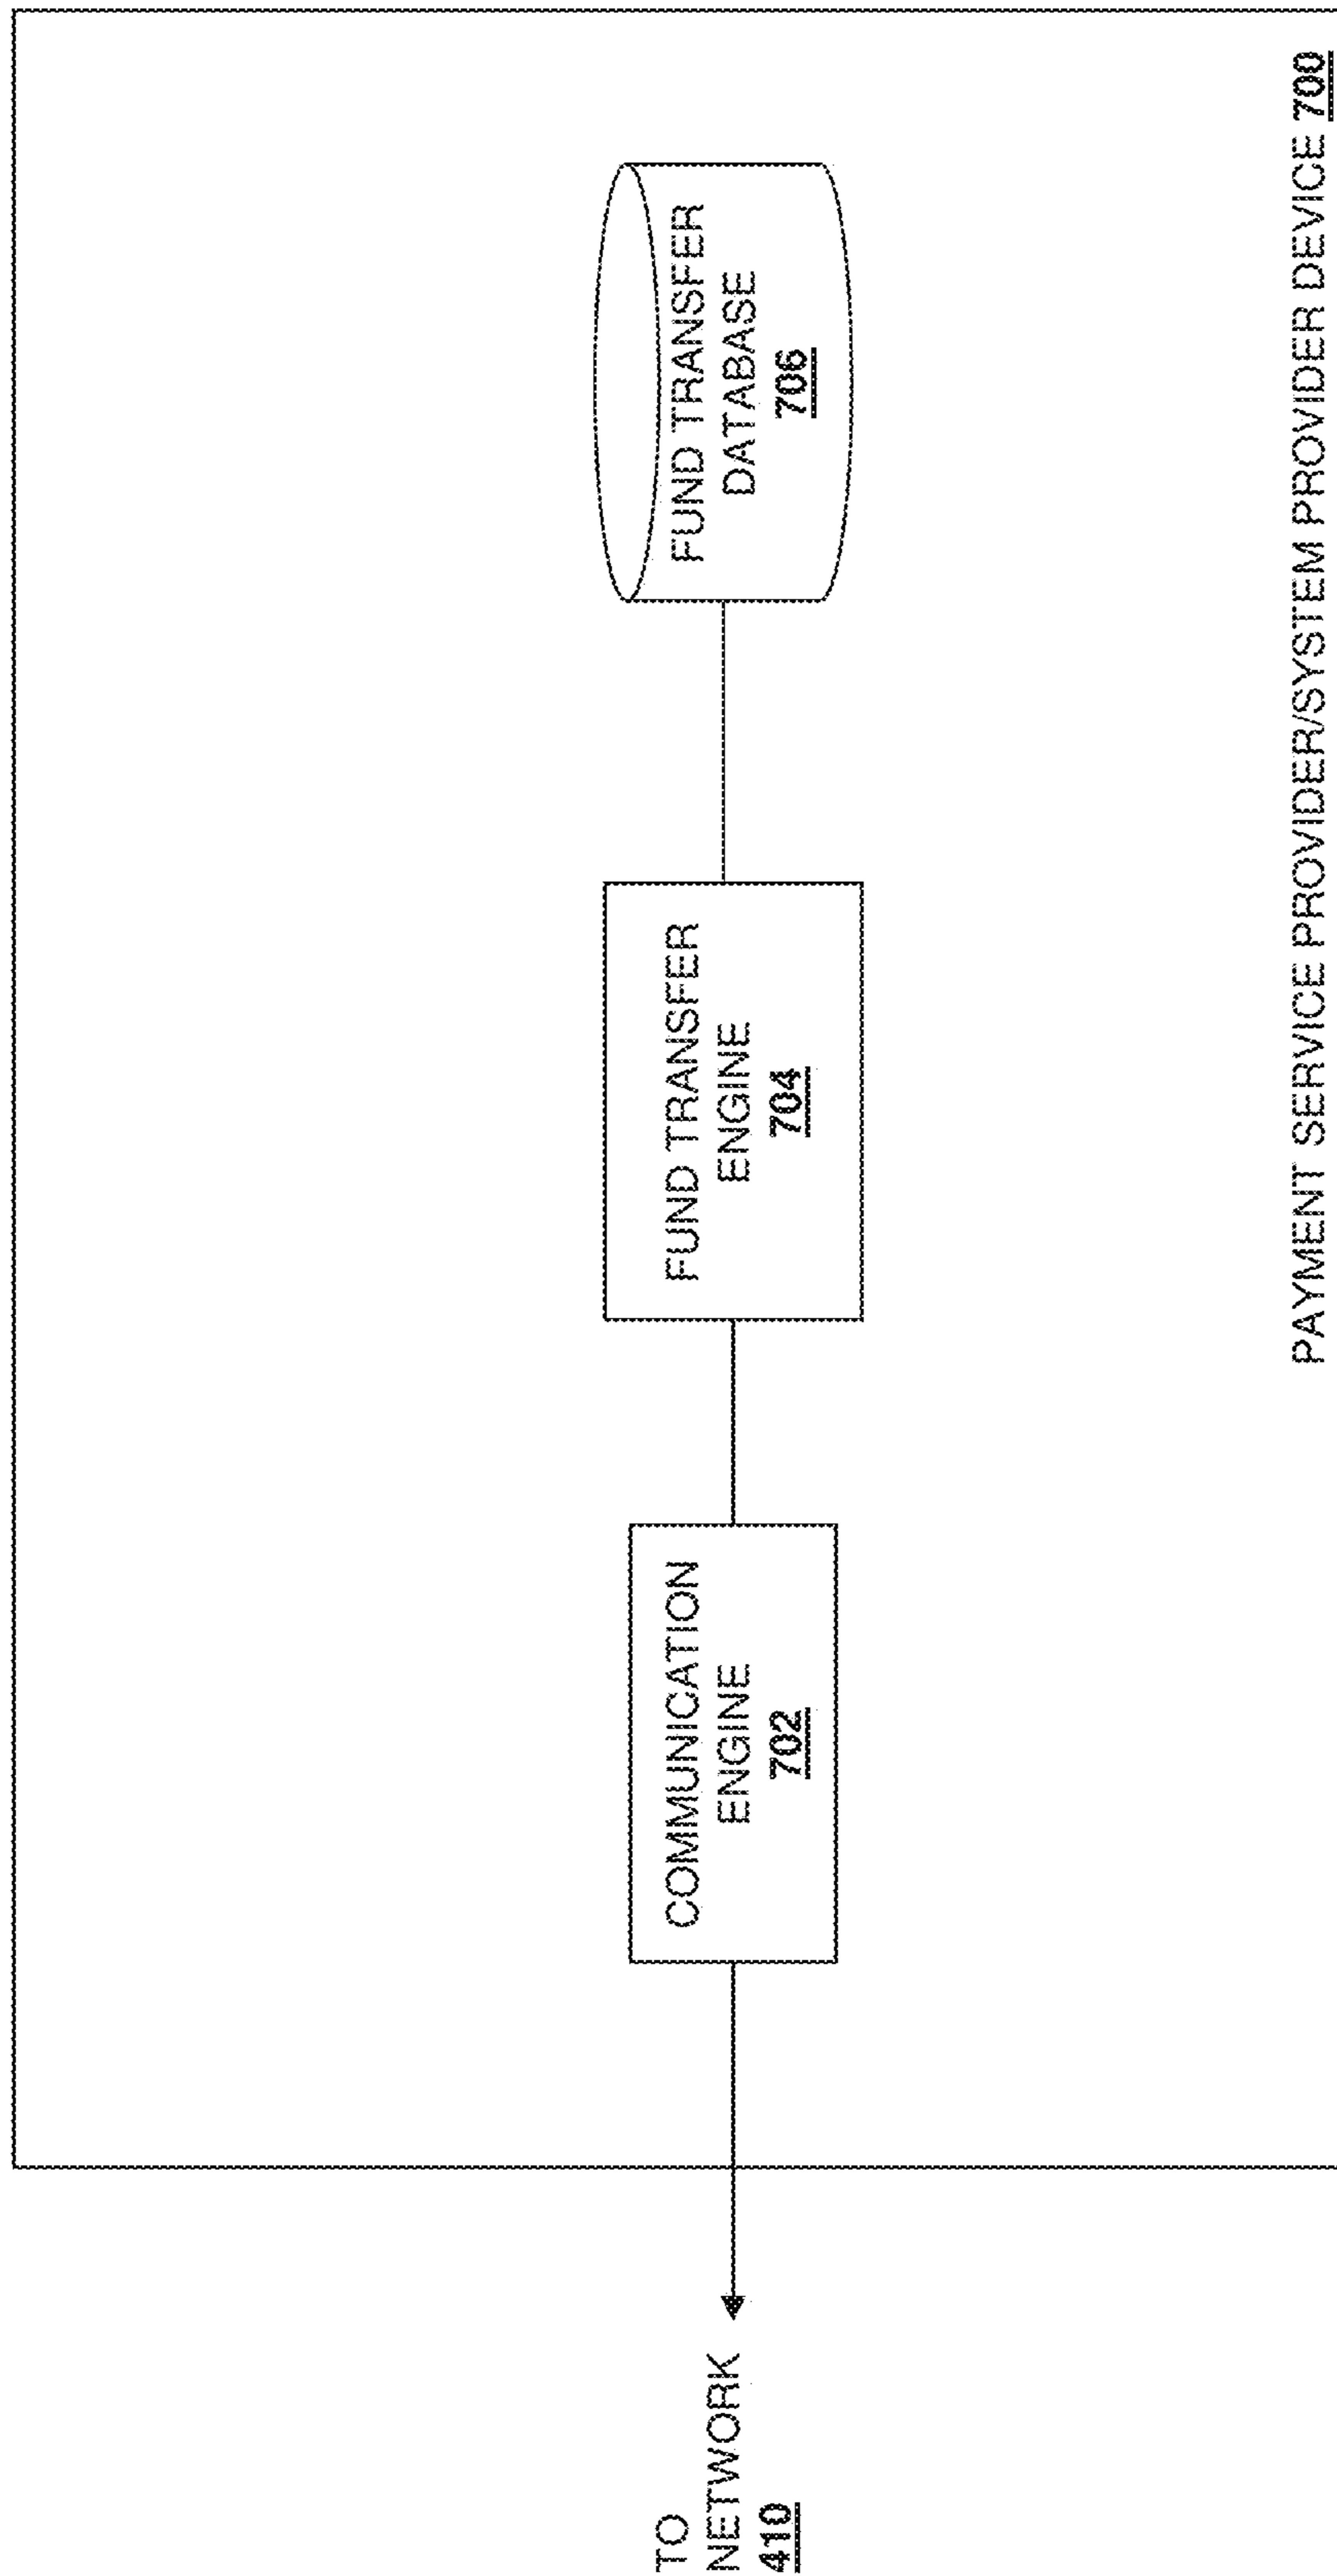 TO
NETWORK
410
COMMUNICATION
ENGINE
702
FUND TRANSFER
ENGINE
704
FUND TRANSFER
DATABASE
706
PAYMENT SERVICE PROVIDER/SYSTEM PROVIDER DEVICE 700